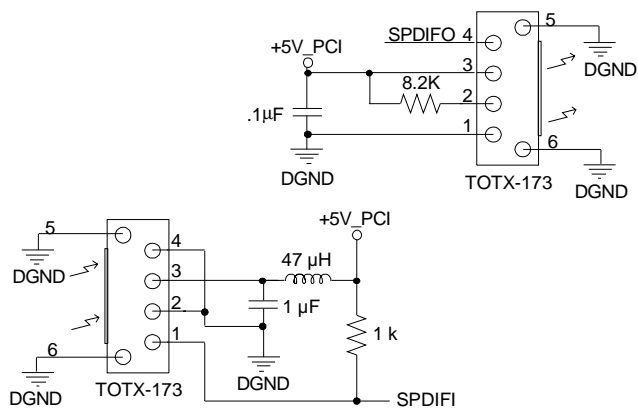 5
SPDIFO 4
DGND
+5V_PCI
3
8.2K
2
.1µF
1
6
DGND
TOTX-173
DGND
+5V_PCI
5
4
47 µH
3
DGND
1 µF
2
1 k
1
6
DGND
TOTX-173
DGND
SPDIFI